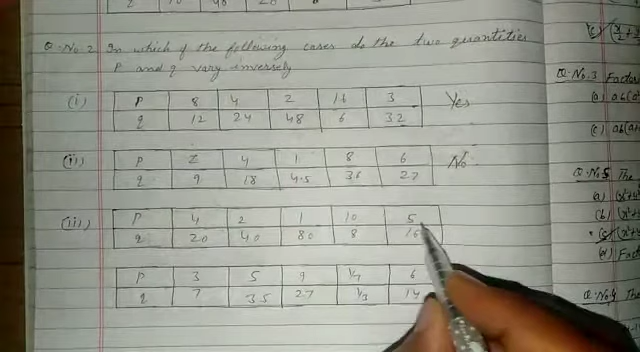 Q. No. 2 In which of the following cases do the two quantities
P and q vary inversely
(i) P 8 4 2 16 3 Yes
q 12 24 48 6 32
(ii) P 2 4 1 8 6 No
q 9 18 4.5 36 27
(iii) P 4 2 1 10 5
q 20 40 80 8 16
P 3 5 9 6
q 7 35 27 14
Q. No. 3 Factor
(a) ab(a
(c) ab(a+
Q. No. 5 The
(a)
(b)
(c)
(d) Fact
Q. No. 4 The